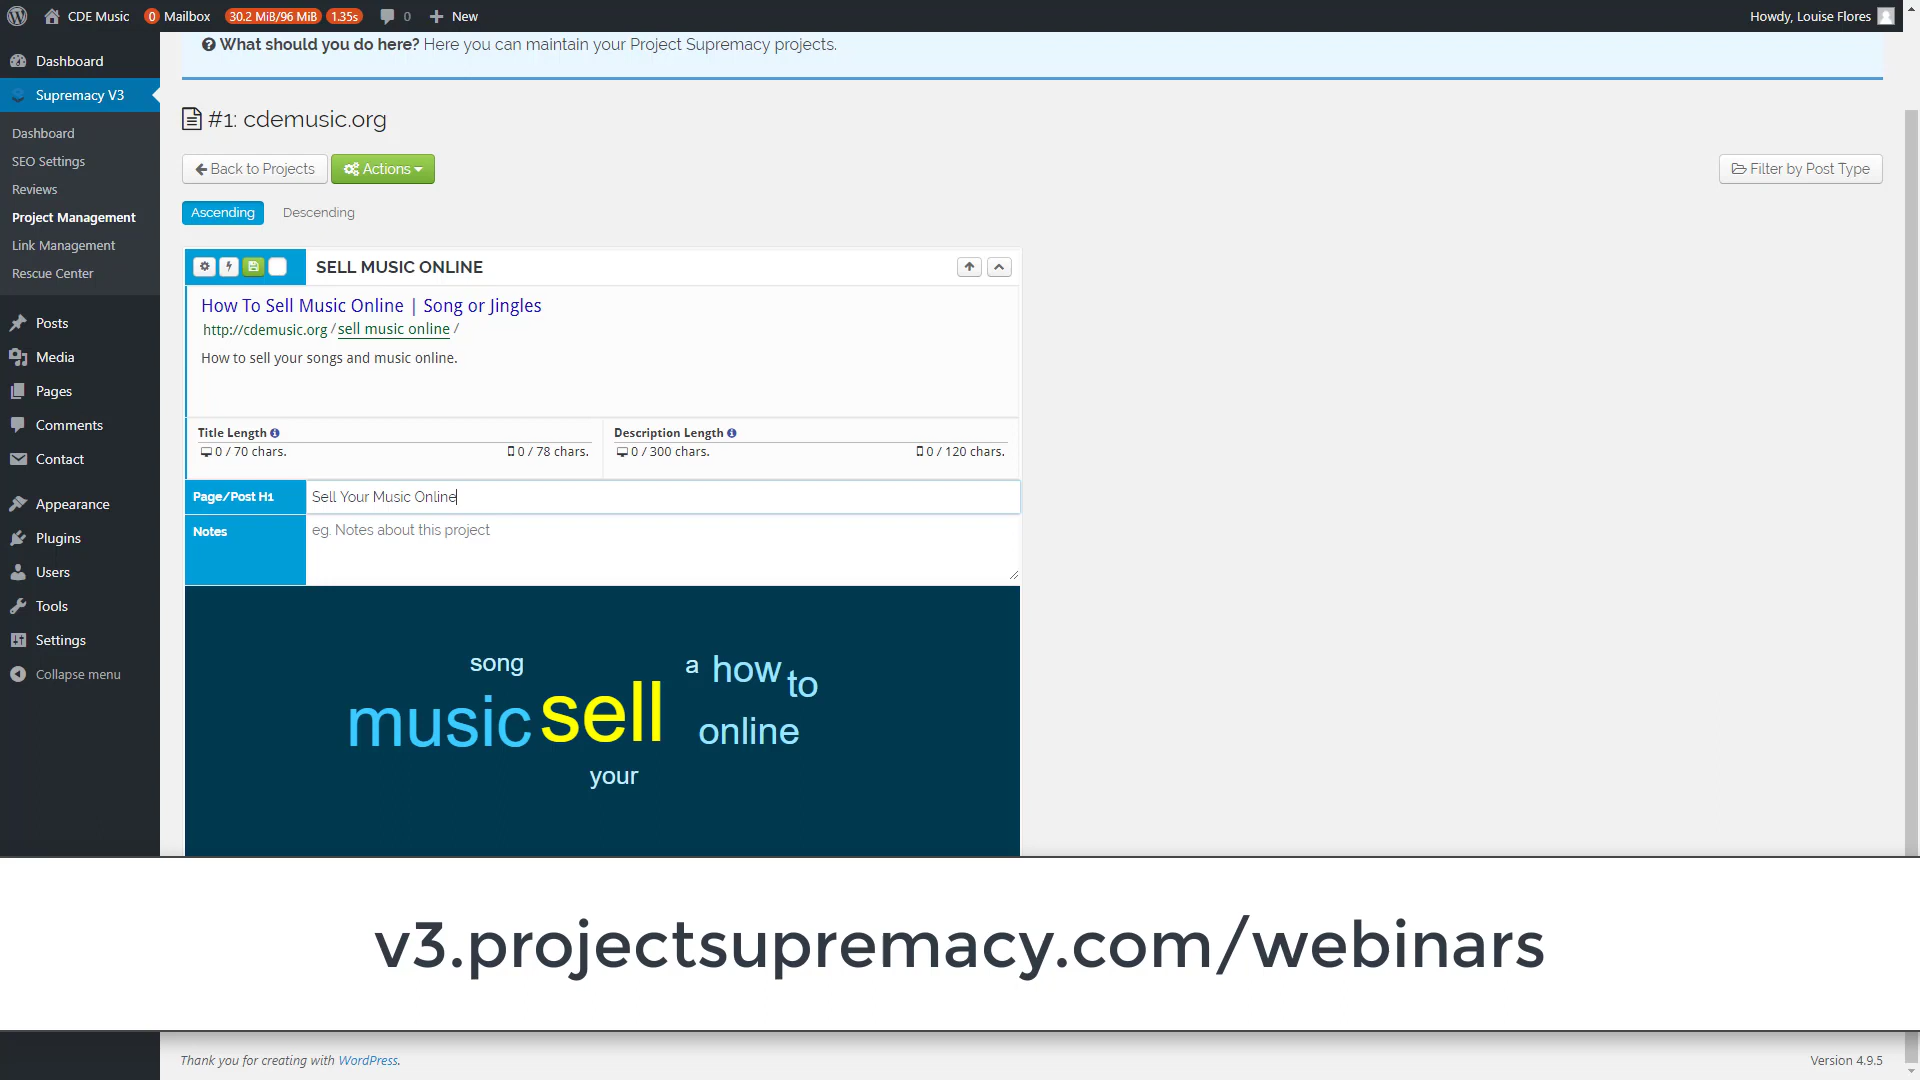 CDE Music 0 Mailbox 30.2 MiB/96 MiB 1.35s 0 New Howdy, Louise Flores
Dashboard
Supremacy V3
Dashboard
SEO Settings
Reviews
Project Management
Link Management
Rescue Center
Posts
Media
Pages
Comments
Contact
Appearance
Plugins
Users
Tools
Settings
Collapse menu
What should you do here? Here you can maintain your Project Supremacy projects.
#1: cdemusic.org
Back to Projects Actions Filter by Post Type
Ascending Descending
SELL MUSIC ONLINE
How To Sell Music Online | Song or Jingles
http://cdemusic.org / sell music online /
How to sell your songs and music online.
Title Length Description Length
0 / 70 chars. 0 / 78 chars. 0 / 300 chars. 0 / 120 chars.
Page/Post H1 Sell Your Music Online
Notes eg. Notes about this project
song a how to
music sell online
your
v3.projectsupremacy.com/webinars
Thank you for creating with WordPress. Version 4.9.5